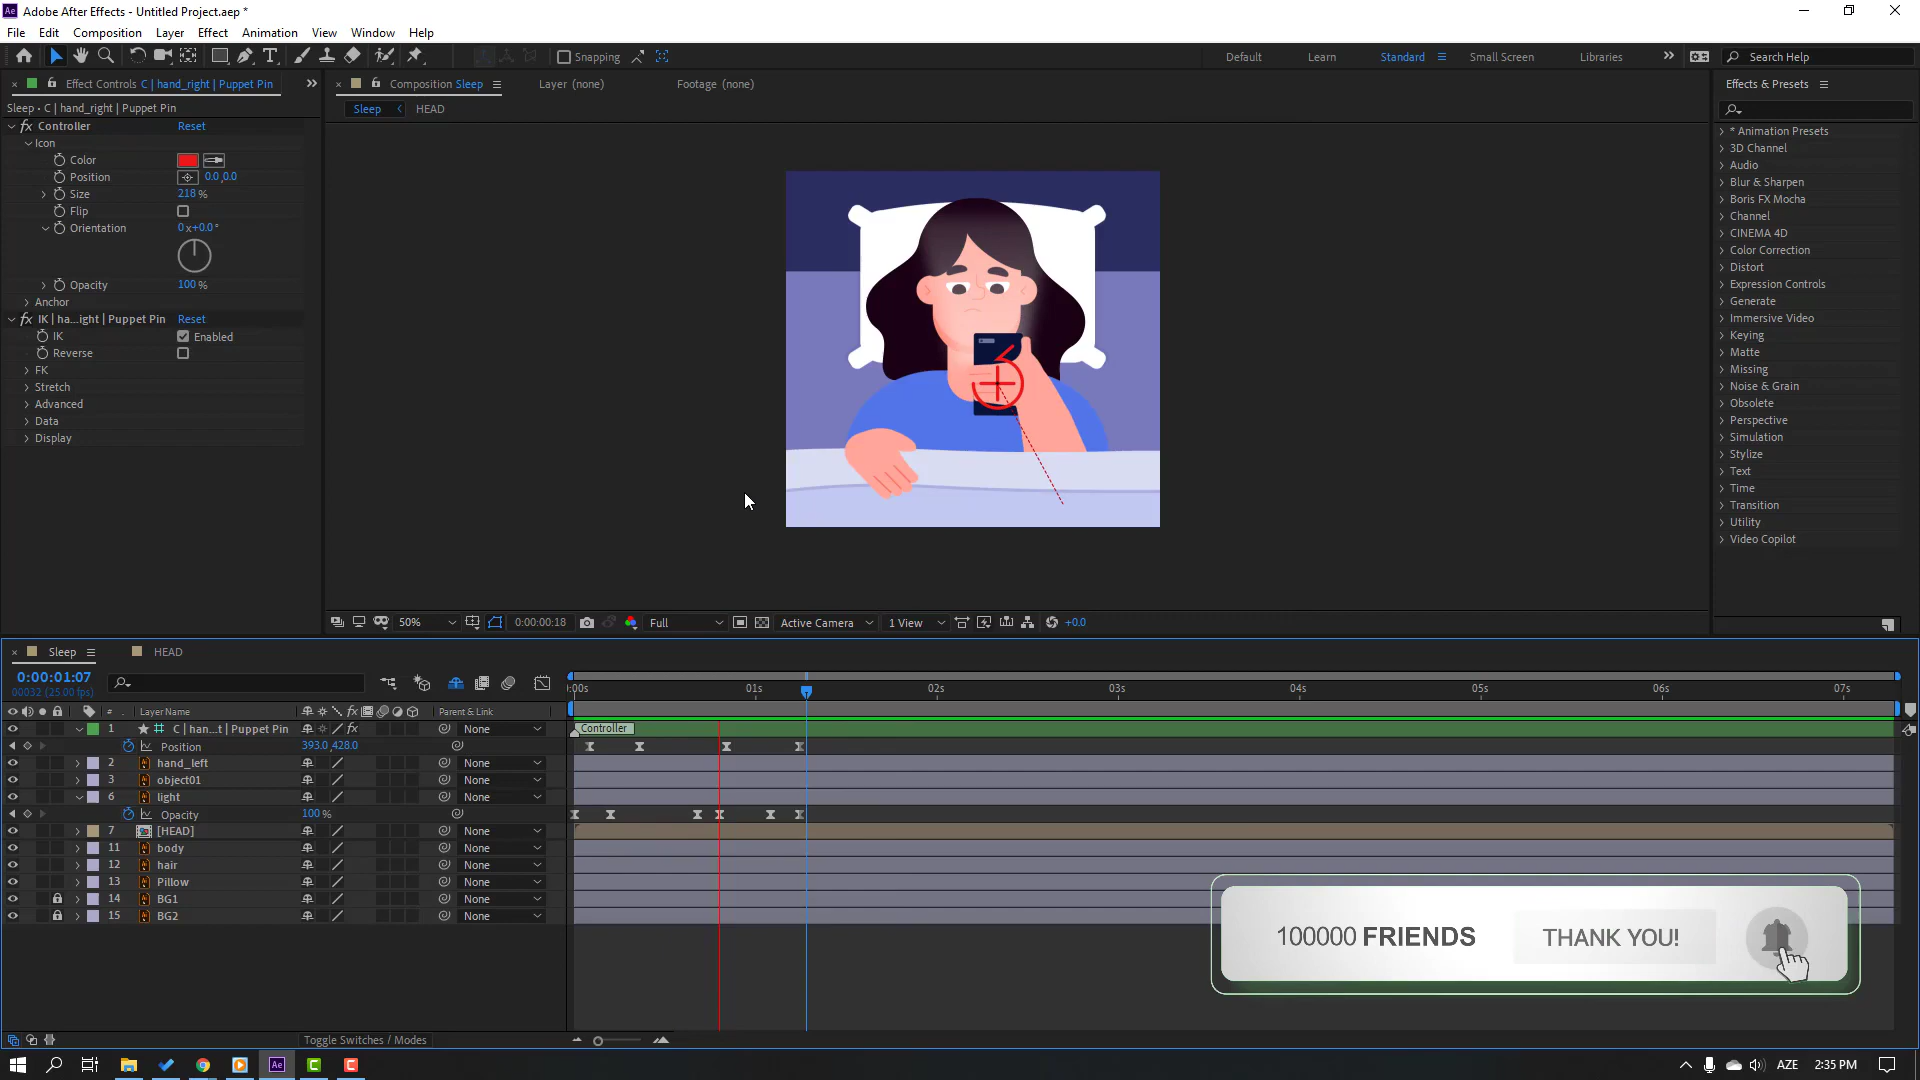 Adobe After Effects - Untitled Project.aep *
File Edit Composition Layer Effect Animation View Window Help
Snapping Default Learn Standard Small Screen Libraries Search Help
Effect Controls C | hand_right | Puppet Pin
Composition Sleep Layer (none) Footage (none)
Effects & Presets
Sleep • C | hand_right | Puppet Pin
Sleep HEAD
fx Controller Reset
Icon
Color
Position 0.0,0.0
Size 218 %
Flip
Orientation 0 x+0.0 °
Opacity 100 %
Anchor
fx IK | ha...ight | Puppet Pin Reset
IK Enabled
Reverse
FK
Stretch
Advanced
Data
Display
* Animation Presets
3D Channel
Audio
Blur & Sharpen
Boris FX Mocha
Channel
CINEMA 4D
Color Correction
Distort
Expression Controls
Generate
Immersive Video
Keying
Matte
Missing
Noise & Grain
Obsolete
Perspective
Simulation
Stylize
Text
Time
Transition
Utility
Video Copilot
50% 0:00:00:18 Full Active Camera 1 View +0.0
Sleep HEAD
0:00:01:07
00032 (25.00 fps)
:00s 01s 02s 03s 04s 05s 06s 07s
# . Layer Name fx Parent & Link
1 C | han...t | Puppet Pin fx None Controller
Position 393.0,428.0
2 hand_left None
3 object01 None
6 light None
Opacity 100 %
7 [HEAD] None
11 body None
12 hair None
13 Pillow None
14 BG1 None
15 BG2 None
100000 FRIENDS THANK YOU!
Toggle Switches / Modes
Ae AZE 2:35 PM